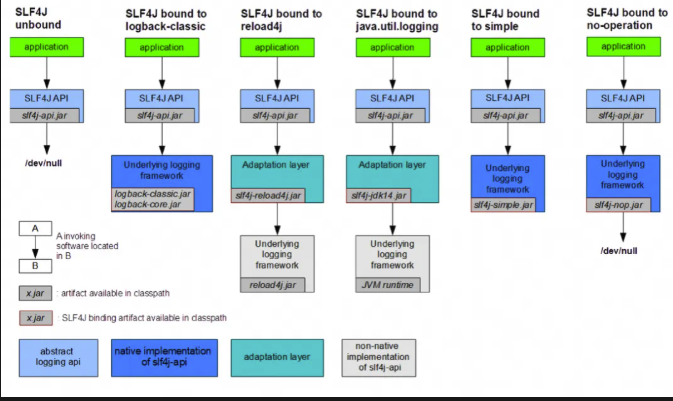 SLF4J
unbound
SLF4J bound to
logback-classic
SLF4J bound to
reload4j
SLF4J bound to
java.util.logging
SLF4J bound
to simple
SLF4J bound to
no-operation
application
application
application
application
application
application
SLF4J API
slf4j-api.jar
SLF4J API
slf4j-api.jar
SLF4J API
slf4j-api.jar
SLF4J API
slf4j-api.jar
SLF4J API
slf4j-api.jar
SLF4J API
slf4j-api.jar
/dev/null
Underlying logging
framework
logback-classic.jar
logback-core.jar
Adaptation layer
slf4j-reload4j.jar
Adaptation layer
slf4j-jdk14.jar
Underlying
logging
framework
slf4j-simple.jar
Underlying
logging
framework
slf4j-nop.jar
Underlying
logging
framework
reload4j.jar
Underlying
logging
framework
JVM runtime
/dev/null
A
B
A invoking
software located
in B
x.jar : artifact available in classpath
x.jar : SLF4J binding artifact available in classpath
abstract
logging api
native implementation
of slf4j-api
adaptation layer
non-native
implementation
of slf4j-api